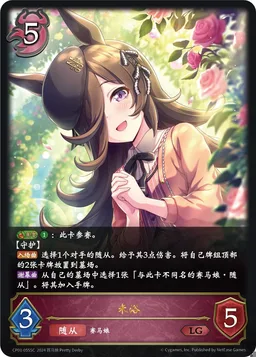 5
①：此卡参赛。
【守护】
入场曲 选择1个对手的随从。给予其3点伤害。将自己牌组顶部
的2张卡牌放置到墓场。
谢幕曲 从自己的墓场中选择1张「与此卡不同名的赛马娘・随
从」。将其加入手牌。
米浴
3
随从 赛马娘
LG
5